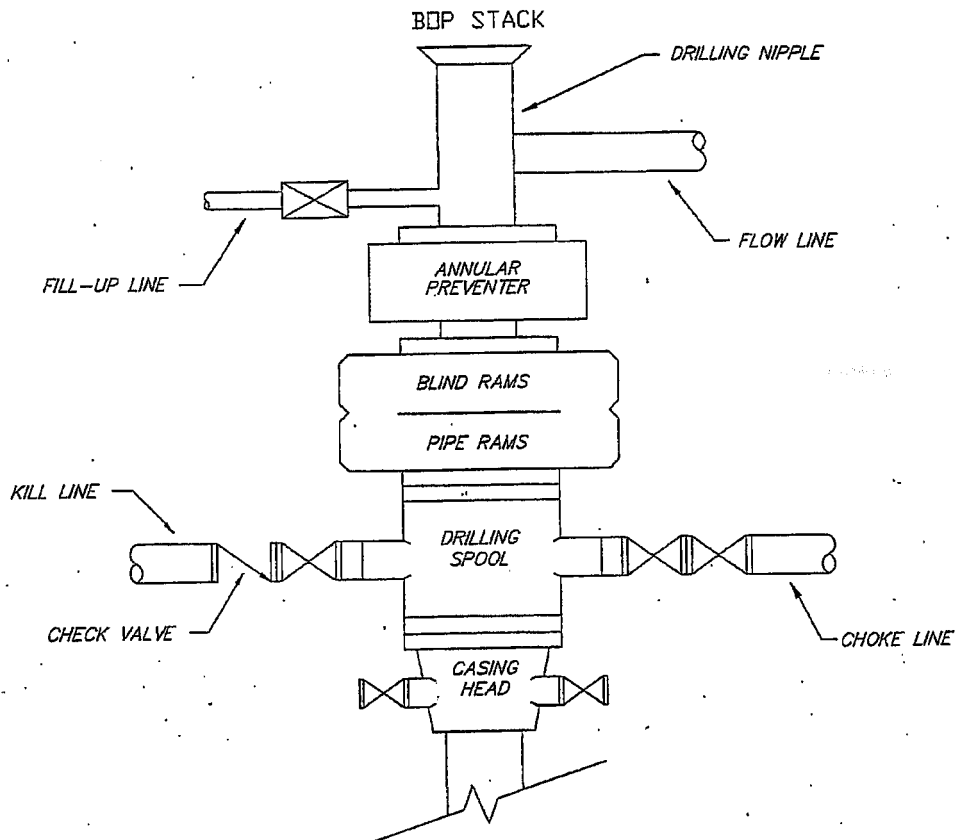 BOP STACK
DRILLING NIPPLE
FLOW LINE
FILL-UP LINE
ANNULAR
PREVENTER
BLIND RAMS
PIPE RAMS
KILL LINE
DRILLING
SPOOL
CHECK VALVE
CHOKE LINE
CASING
HEAD